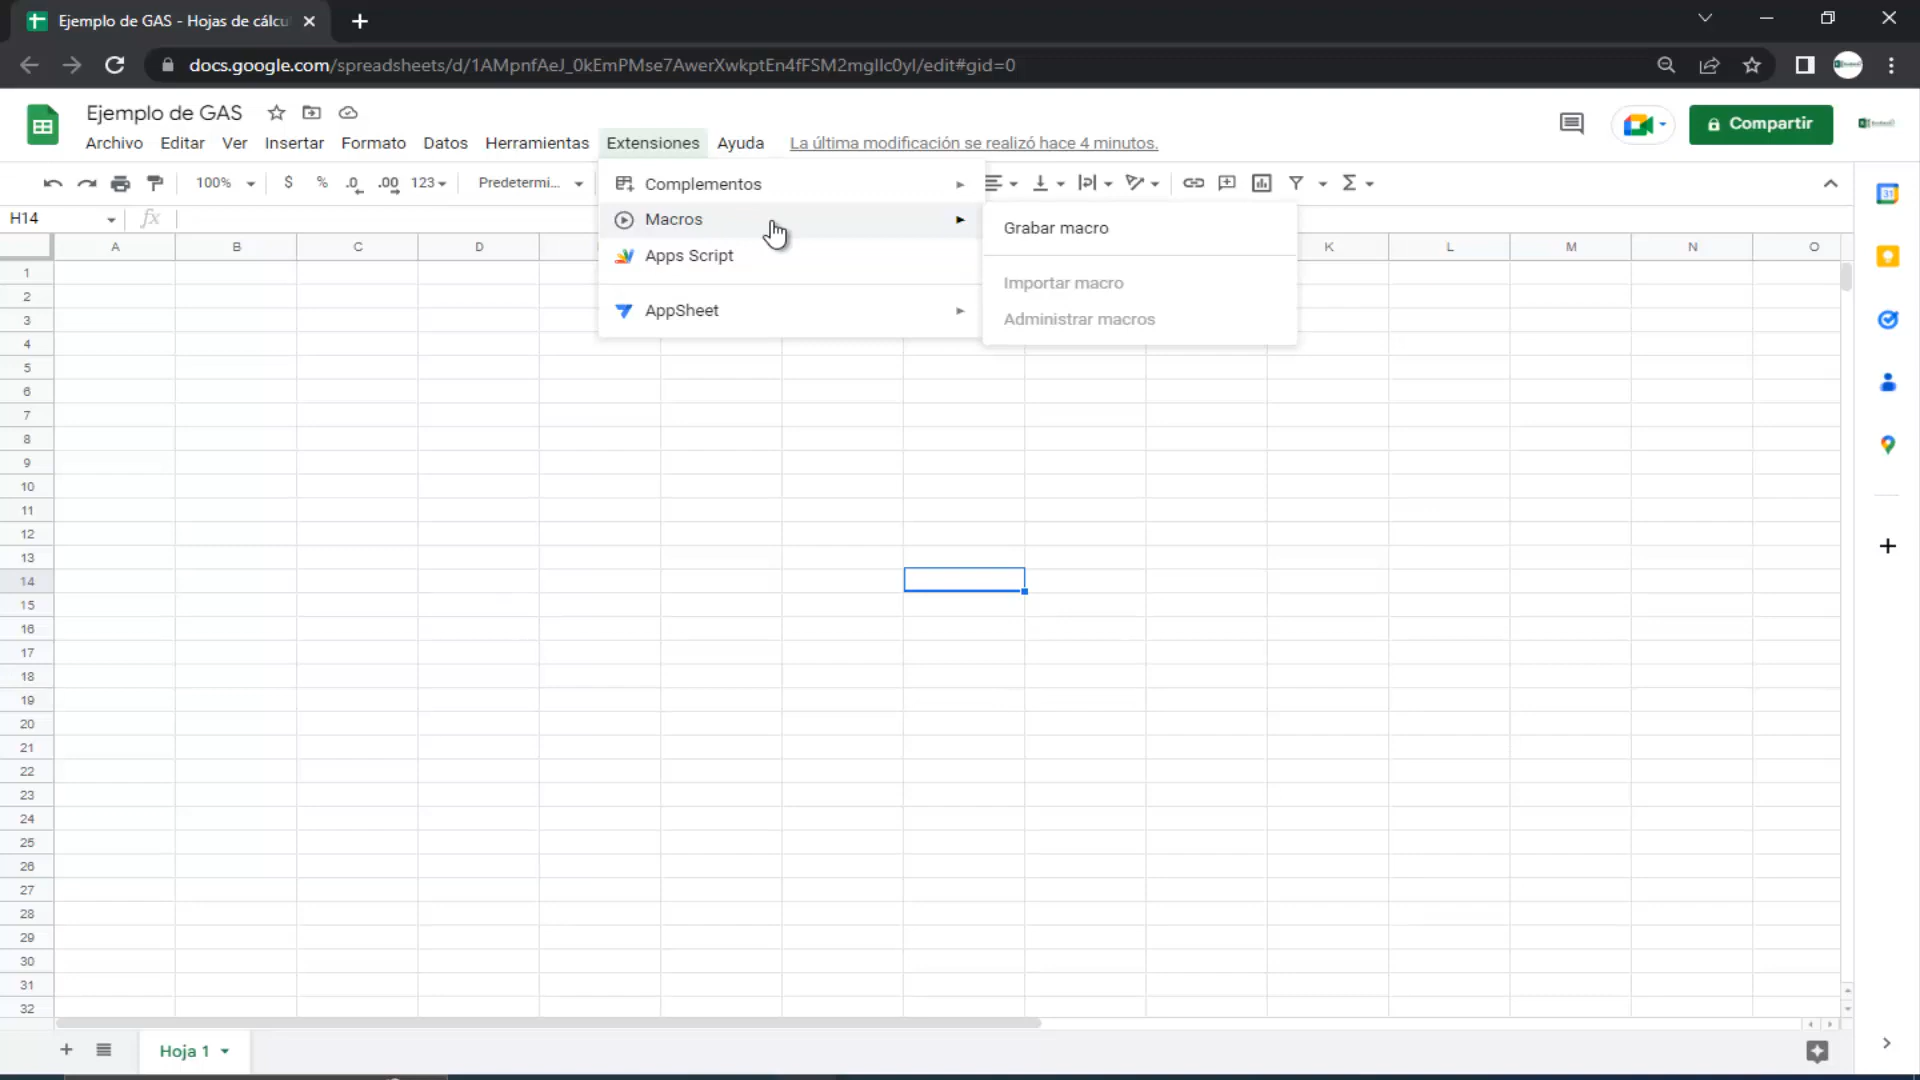 Ejemplo de GAS - Hojas de cálcu
docs.google.com/spreadsheets/d/1AMpnfAeJ_0kEmPMse7AwerXwkptEn4fFSM2mgIlc0yI/edit#gid=0
Ejemplo de GAS
Archivo Editar Ver Insertar Formato Datos Herramientas Extensiones Ayuda La última modificación se realizó hace 4 minutos.
Compartir
100% $ % .0 .00 123 Predetermi...
Complementos
H14 fx
Macros
Grabar macro
Apps Script
Importar macro
AppSheet
Administrar macros
A B C D K L M N O
1
2
3
4
5
6
7
8
9
10
11
12
13
14
15
16
17
18
19
20
21
22
23
24
25
26
27
28
29
30
31
32
Hoja 1
31